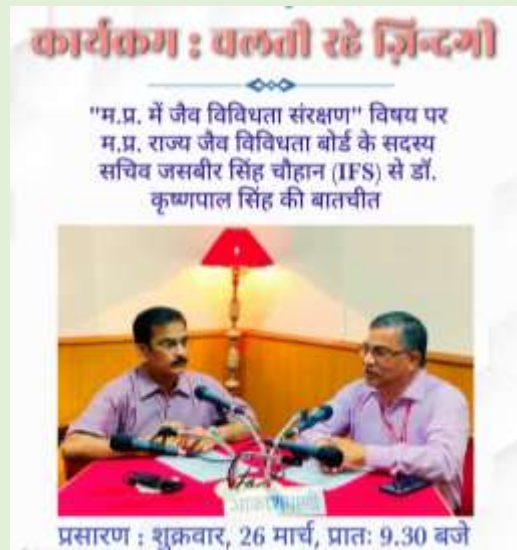 कार्यक्रम : चलती रहे ज़िन्दगी
"म.प्र. में जैव विविधता संरक्षण" विषय पर
म.प्र. राज्य जैव विविधता बोर्ड के सदस्य
सचिव जसबीर सिंह चौहान (IFS) से डॉ.
कृष्णपाल सिंह की बातचीत
आकाशवाणी
प्रसारण : शुक्रवार, 26 मार्च, प्रातः 9.30 बजे